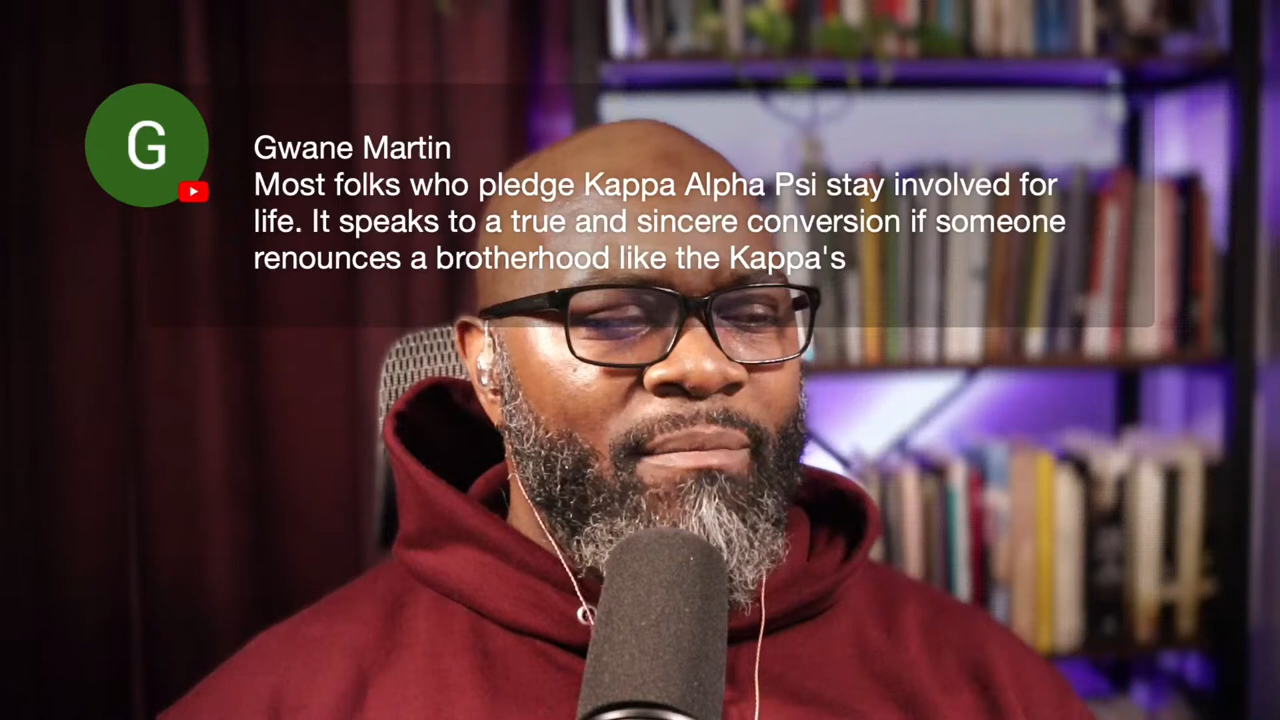 G
Gwane Martin
Most folks who pledge Kappa Alpha Psi stay involved for
life. It speaks to a true and sincere conversion if someone
renounces a brotherhood like the Kappa's